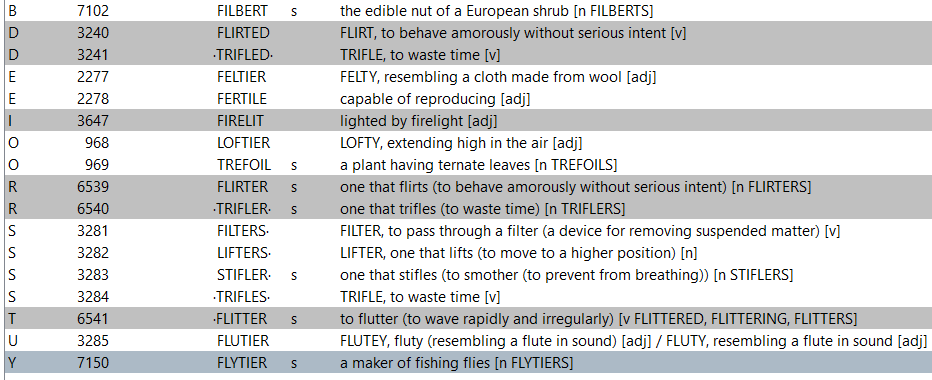 B 7102 FILBERT s the edible nut of a European shrub [n FILBERTS]
D 3240 FLIRTED FLIRT, to behave amorously without serious intent [v]
D 3241 ·TRIFLED· TRIFLE, to waste time [v]
E 2277 FELTIER FELTY, resembling a cloth made from wool [adj]
E 2278 FERTILE capable of reproducing [adj]
I 3647 FIRELIT lighted by firelight [adj]
O 968 LOFTIER LOFTY, extending high in the air [adj]
O 969 TREFOIL s a plant having ternate leaves [n TREFOILS]
R 6539 FLIRTER s one that flirts (to behave amorously without serious intent) [n FLIRTERS]
R 6540 ·TRIFLER· s one that trifles (to waste time) [n TRIFLERS]
S 3281 FILTERS· FILTER, to pass through a filter (a device for removing suspended matter) [v]
S 3282 LIFTERS· LIFTER, one that lifts (to move to a higher position) [n]
S 3283 STIFLER· s one that stifles (to smother (to prevent from breathing)) [n STIFLERS]
S 3284 ·TRIFLES· TRIFLE, to waste time [v]
T 6541 ·FLITTER s to flutter (to wave rapidly and irregularly) [v FLITTERED, FLITTERING, FLITTERS]
U 3285 FLUTIER FLUTEY, fluty (resembling a flute in sound) [adj] / FLUTY, resembling a flute in sound [adj]
Y 7150 FLYTIER s a maker of fishing flies [n FLYTIERS]